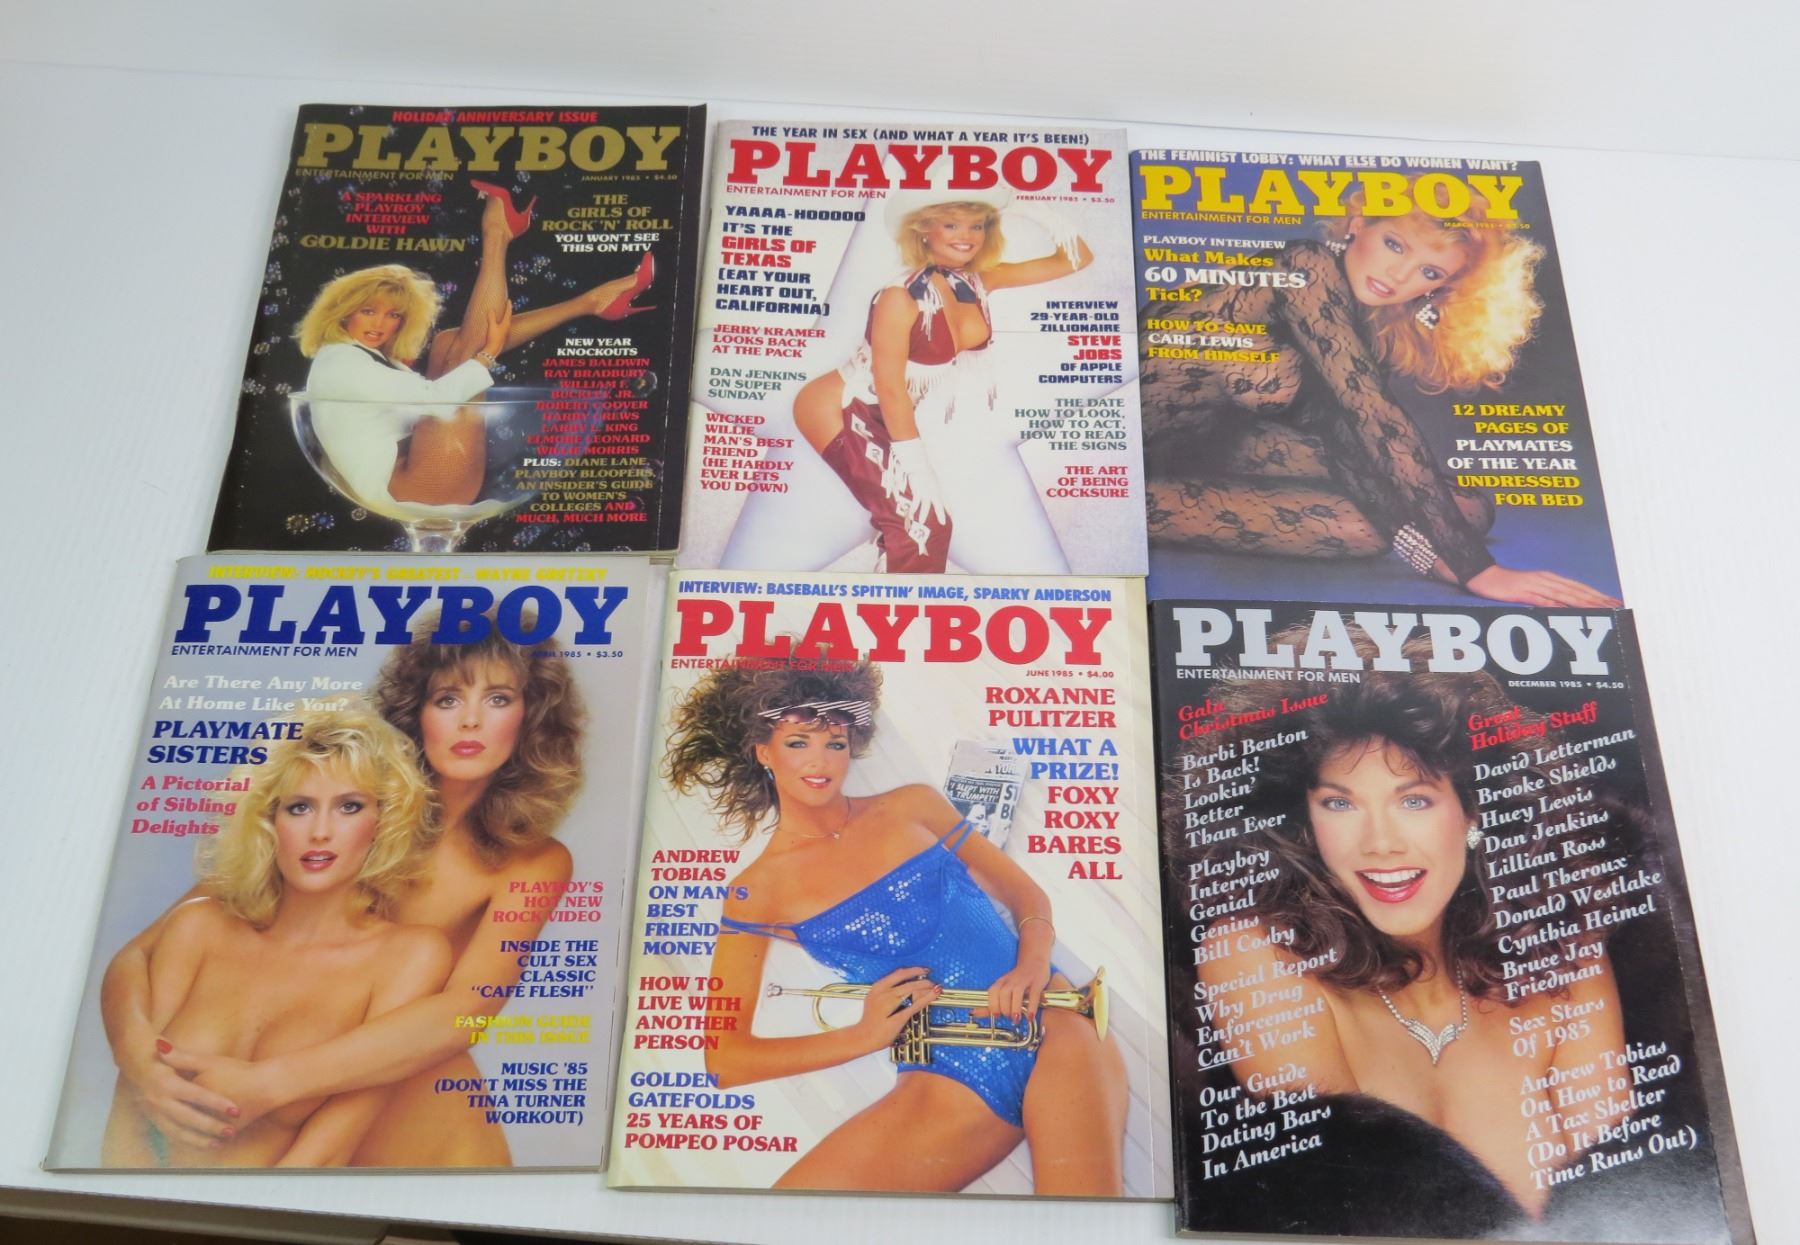 HOLIDAY ANNIVERSARY ISSUE
PLAYBOY
ENTERTAINMENT FOR MEN
JANUARY 1985 • $4.50
A SPARKLING
PLAYBOY
INTERVIEW
WITH
GOLDIE HAWN
THE
GIRLS OF
ROCK 'N' ROLL
YOU WON'T SEE
THIS ON MTV
NEW YEAR
KNOCKOUTS
JAMES BALDWIN
RAY BRADBURY
WILLIAM F.
BUCKLEY, JR.
ROBERT COOVER
HARRY CREWS
LARRY L. KING
ELMORE LEONARD
WILLIE MORRIS
PLUS: DIANE LANE,
PLAYBOY BLOOPERS,
AN INSIDER'S GUIDE
TO WOMEN'S
COLLEGES AND
MUCH, MUCH MORE
THE YEAR IN SEX (AND WHAT A YEAR IT'S BEEN!)
PLAYBOY
ENTERTAINMENT FOR MEN
FEBRUARY 1985 • $3.50
YAAAA-HOOOOO
IT'S THE
GIRLS OF
TEXAS
(EAT YOUR
HEART OUT,
CALIFORNIA)
JERRY KRAMER
LOOKS BACK
AT THE PACK
DAN JENKINS
ON SUPER
SUNDAY
WICKED
WILLIE
MAN'S BEST
FRIEND
(HE HARDLY
EVER LETS
YOU DOWN)
INTERVIEW
29-YEAR-OLD
ZILLIONAIRE
STEVE
JOBS
OF APPLE
COMPUTERS
THE DATE
HOW TO LOOK,
HOW TO ACT,
HOW TO READ
THE SIGNS
THE ART
OF BEING
COCKSURE
THE FEMINIST LOBBY: WHAT ELSE DO WOMEN WANT?
PLAYBOY
ENTERTAINMENT FOR MEN
MARCH 1985 • $3.50
PLAYBOY INTERVIEW
What Makes
60 MINUTES
Tick?
HOW TO SAVE
CARL LEWIS
FROM HIMSELF
12 DREAMY
PAGES OF
PLAYMATES
OF THE YEAR
UNDRESSED
FOR BED
INTERVIEW: HOCKEY'S GREATEST—WAYNE GRETZKY
PLAYBOY
ENTERTAINMENT FOR MEN
APRIL 1985 • $3.50
Are There Any More
At Home Like You?
PLAYMATE
SISTERS
A Pictorial
of Sibling
Delights
PLAYBOY'S
HOT NEW
ROCK VIDEO
INSIDE THE
CULT SEX
CLASSIC
"CAFÉ FLESH"
FASHION GUIDE
IN THIS ISSUE
MUSIC '85
(DON'T MISS THE
TINA TURNER
WORKOUT)
INTERVIEW: BASEBALL'S SPITTIN' IMAGE, SPARKY ANDERSON
PLAYBOY
ENTERTAINMENT FOR MEN
JUNE 1985 • $4.00
ROXANNE
PULITZER
WHAT A
PRIZE!
FOXY
ROXY
BARES
ALL
'I SLEPT WITH
A TRUMPET'
ANDREW
TOBIAS
ON MAN'S
BEST
FRIEND—
MONEY
HOW TO
LIVE WITH
ANOTHER
PERSON
GOLDEN
GATEFOLDS
25 YEARS OF
POMPEO POSAR
PLAYBOY
ENTERTAINMENT FOR MEN
DECEMBER 1985 • $4.50
Gala
Christmas Issue
Barbi Benton
Is Back!
Lookin'
Better
Than Ever
Playboy
Interview
Genial
Genius
Bill Cosby
Special Report
Why Drug
Enforcement
Can't Work
Our Guide
To the Best
Dating Bars
In America
Great
Holiday Stuff
David Letterman
Brooke Shields
Huey Lewis
Dan Jenkins
Lillian Ross
Paul Theroux
Donald Westlake
Cynthia Heimel
Bruce Jay
Friedman
Sex Stars
Of 1985
Andrew Tobias
On How to Read
A Tax Shelter
(Do It Before
Time Runs Out)